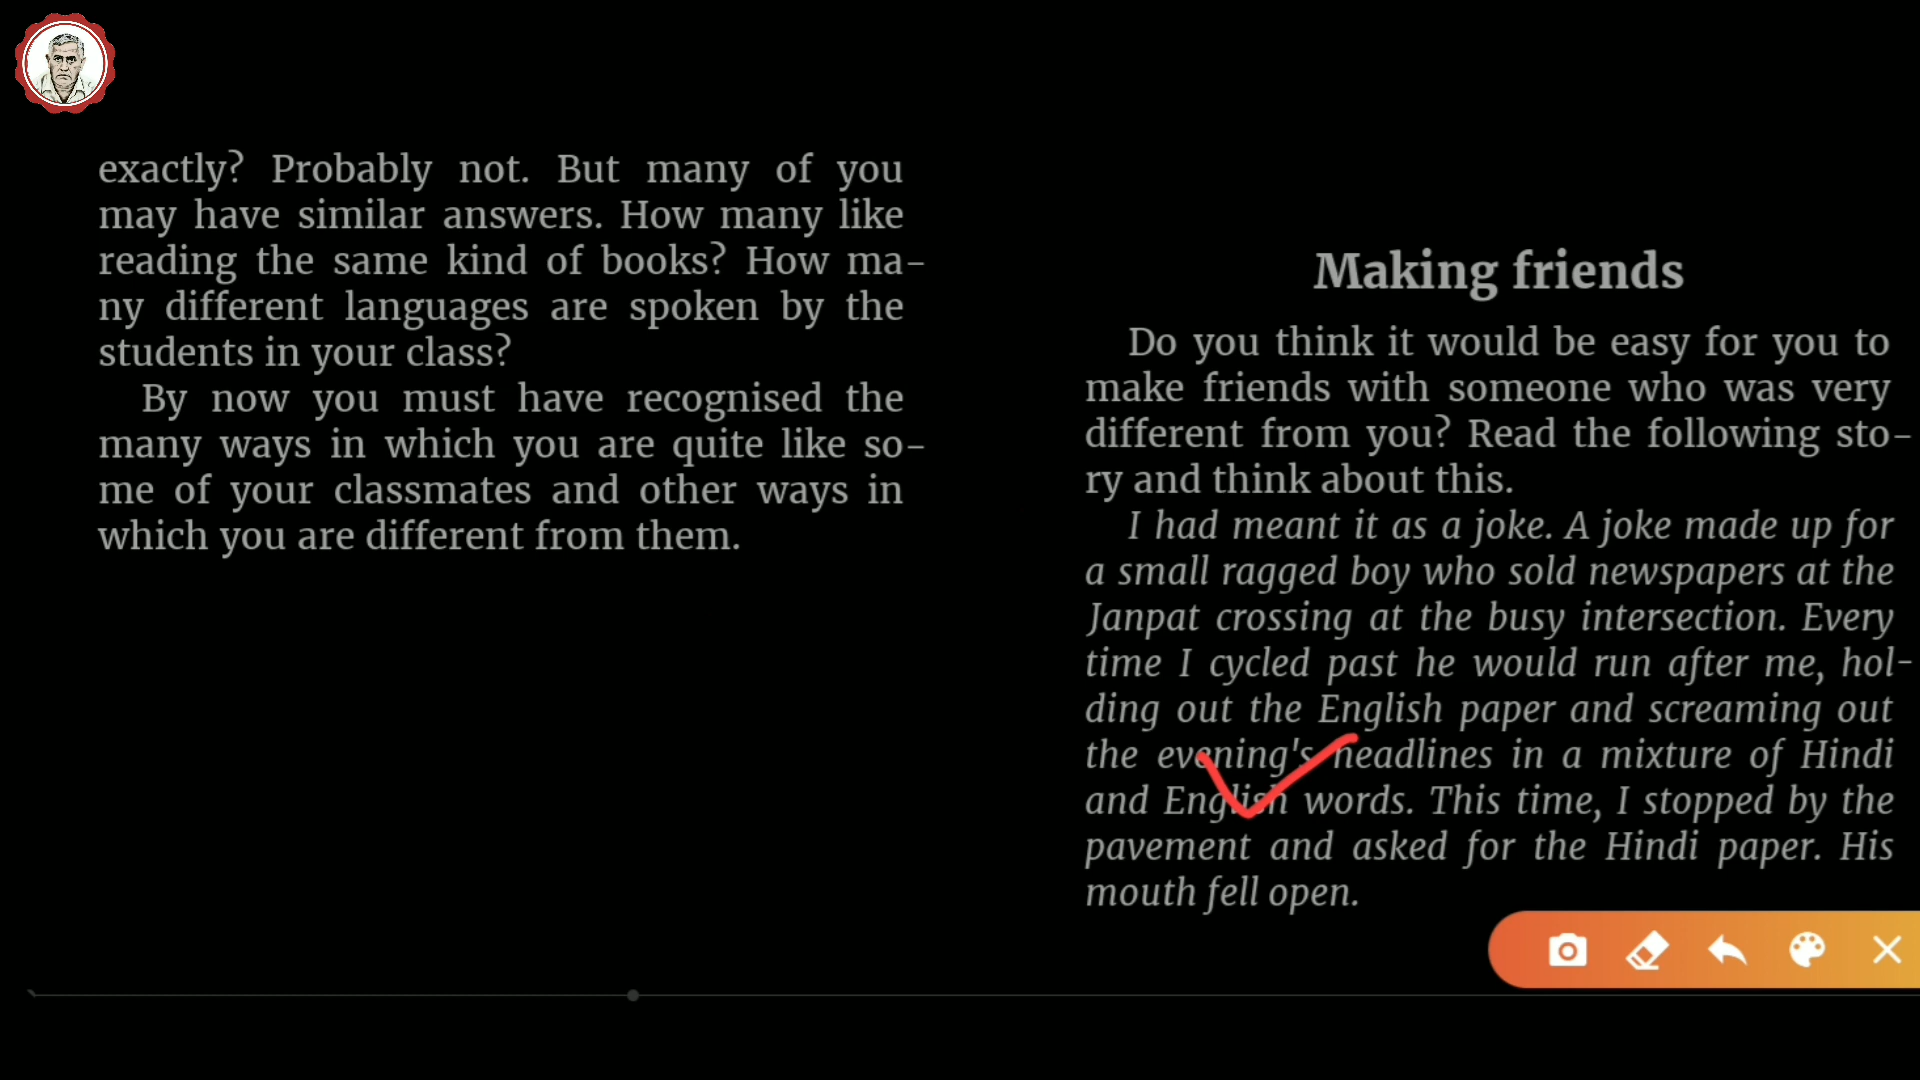 exactly? Probably not. But many of you
may have similar answers. How many like
reading the same kind of books? How ma-
ny different languages are spoken by the
students in your class?
By now you must have recognised the
many ways in which you are quite like so-
me of your classmates and other ways in
which you are different from them.
Making friends
Do you think it would be easy for you to
make friends with someone who was very
different from you? Read the following sto-
ry and think about this.
I had meant it as a joke. A joke made up for
a small ragged boy who sold newspapers at the
Janpat crossing at the busy intersection. Every
time I cycled past he would run after me, hol-
ding out the English paper and screaming out
the evening's headlines in a mixture of Hindi
and English words. This time, I stopped by the
pavement and asked for the Hindi paper. His
mouth fell open.